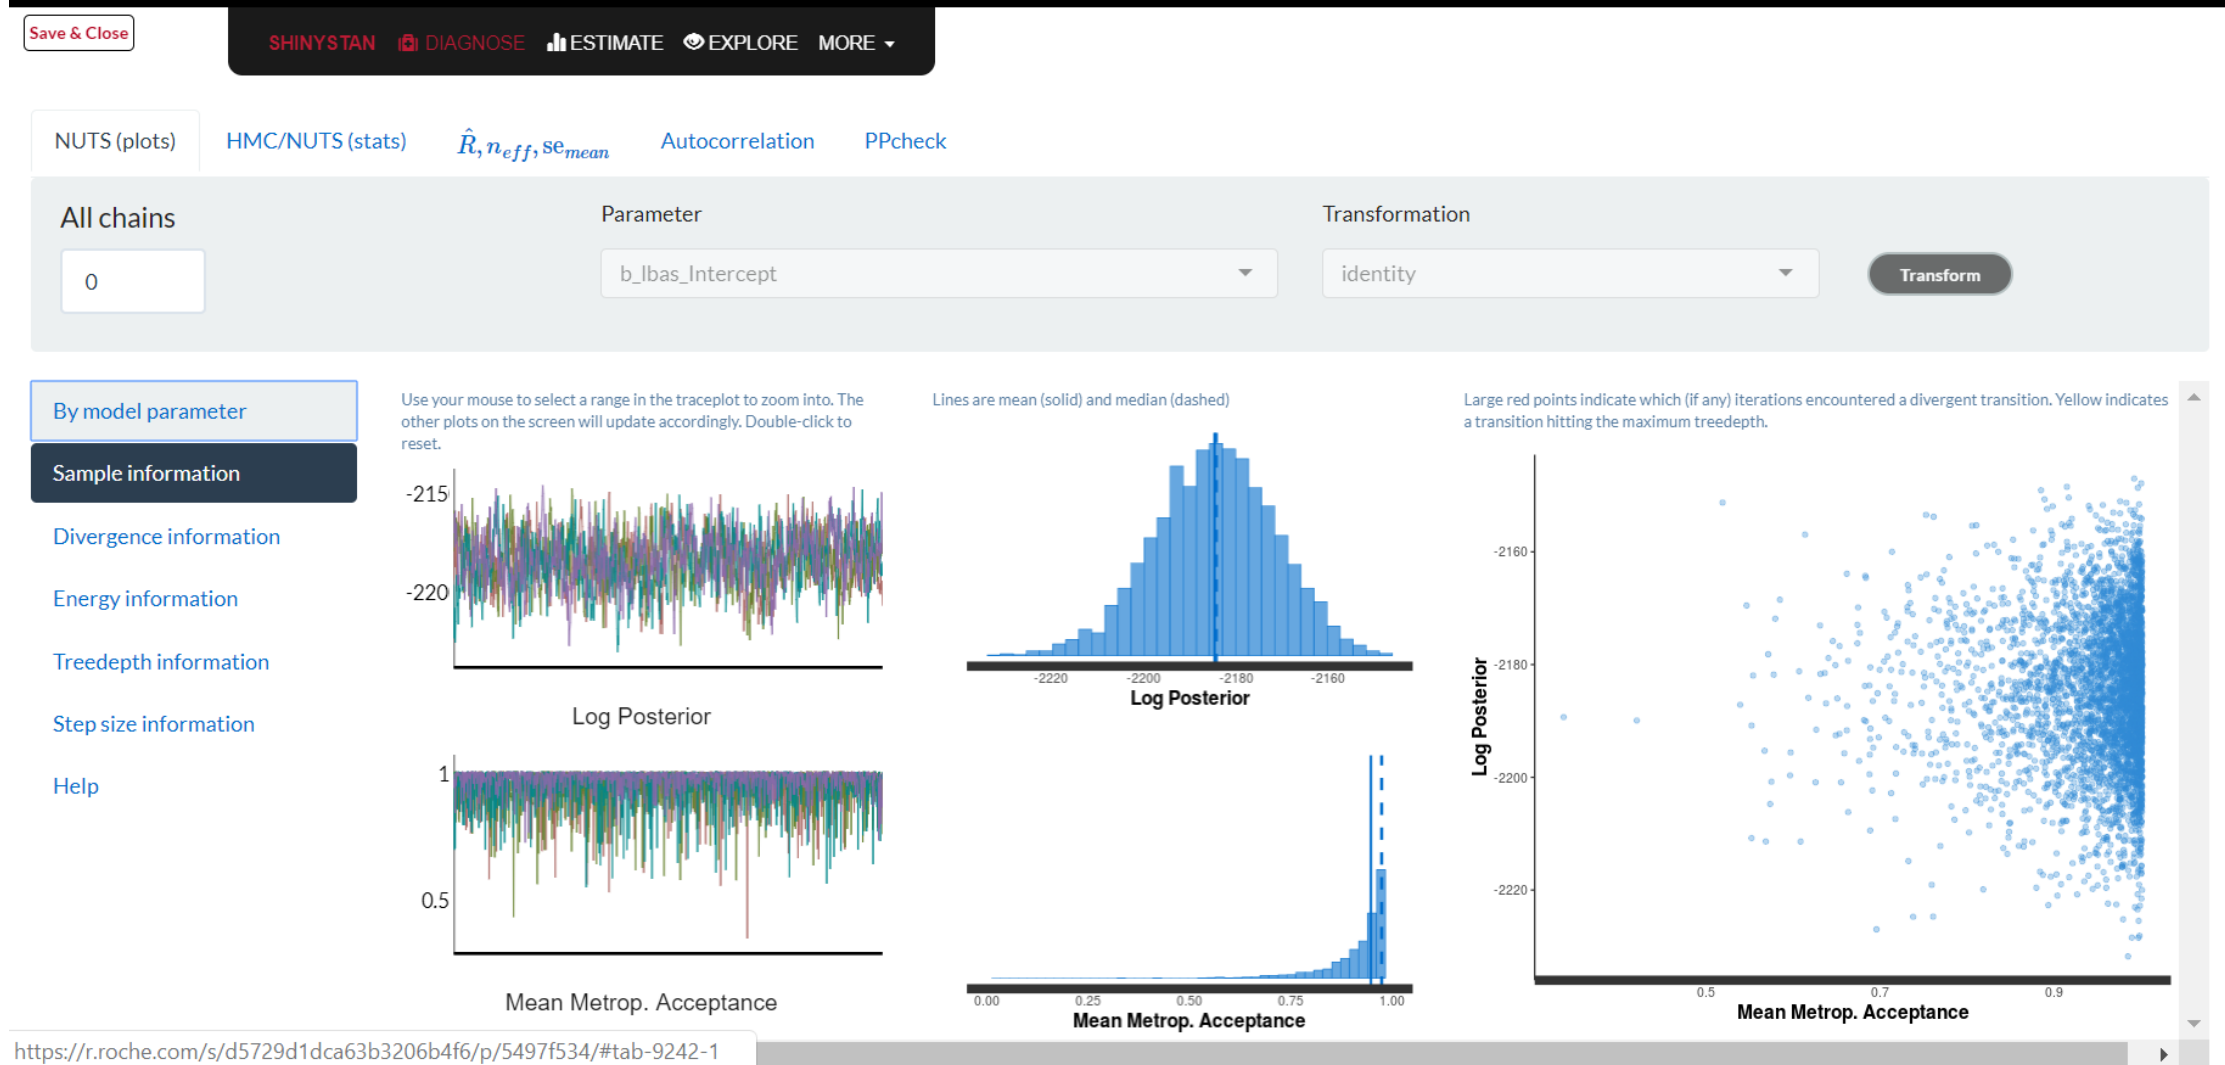 Save & Close
SHINYSTAN DIAGNOSE ESTIMATE EXPLORE MORE
NUTS (plots) HMC/NUTS (stats) R̂, n_eff, se_mean Autocorrelation PPcheck
All chains
0
Parameter
b_lbas_Intercept
Transformation
identity
Transform
By model parameter
Sample information
Divergence information
Energy information
Treedepth information
Step size information
Help
Use your mouse to select a range in the traceplot to zoom into. The
other plots on the screen will update accordingly. Double-click to
reset.
-215
-220
Log Posterior
1
0.5
Mean Metrop. Acceptance
Lines are mean (solid) and median (dashed)
-2220 -2200 -2180 -2160
Log Posterior
0.00 0.25 0.50 0.75 1.00
Mean Metrop. Acceptance
Large red points indicate which (if any) iterations encountered a divergent transition. Yellow indicates
a transition hitting the maximum treedepth.
Log Posterior
-2160
-2180
-2200
-2220
0.5 0.7 0.9
Mean Metrop. Acceptance
https://r.roche.com/s/d5729d1dca63b3206b4f6/p/5497f534/#tab-9242-1